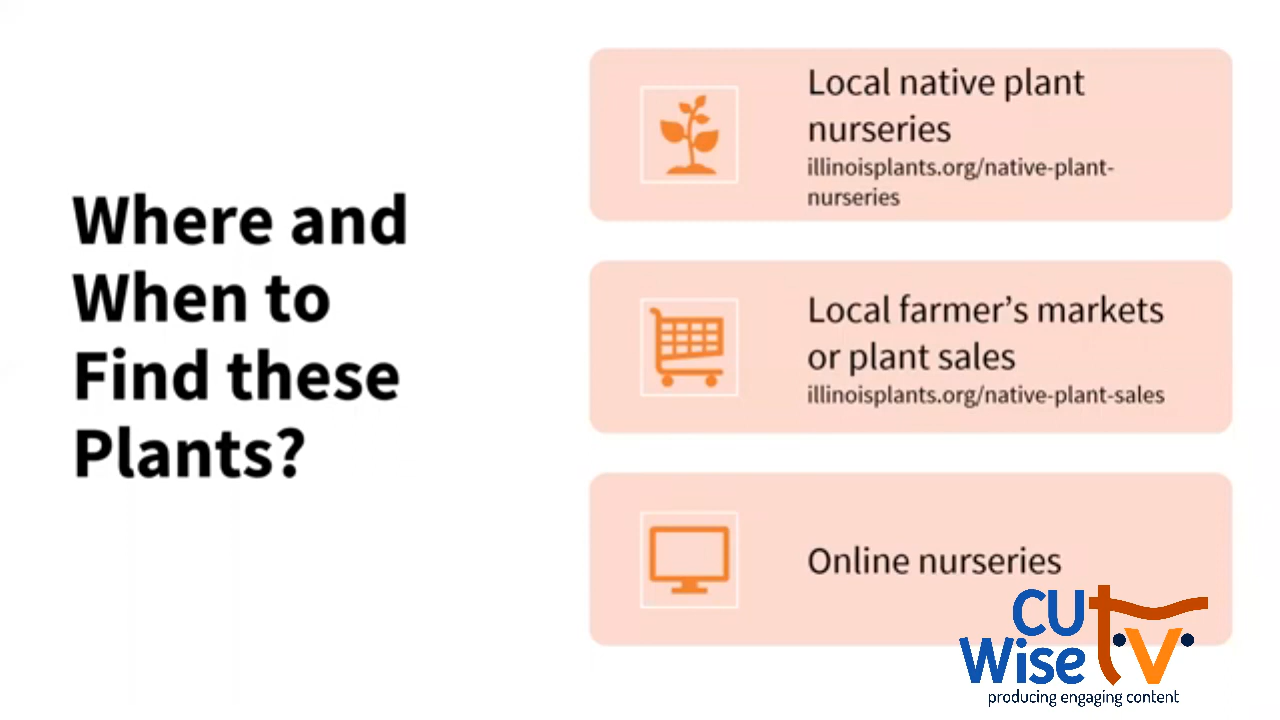 Where and
When to
Find these
Plants?
Local native plant
nurseries
illinoisplants.org/native-plant-
nurseries
Local farmer’s markets
or plant sales
illinoisplants.org/native-plant-sales
Online nurseries
CU
Wise tv
producing engaging content